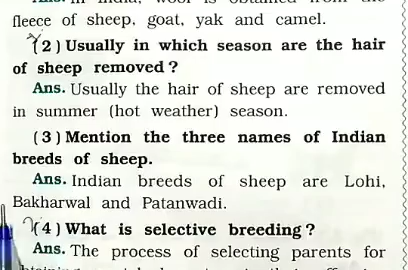 fleece of sheep, goat, yak and camel.
(2) Usually in which season are the hair
of sheep removed?
Ans. Usually the hair of sheep are removed
in summer (hot weather) season.
(3) Mention the three names of Indian
breeds of sheep.
Ans. Indian breeds of sheep are Lohi,
Bakharwal and Patanwadi.
(4) What is selective breeding?
Ans. The process of selecting parents for